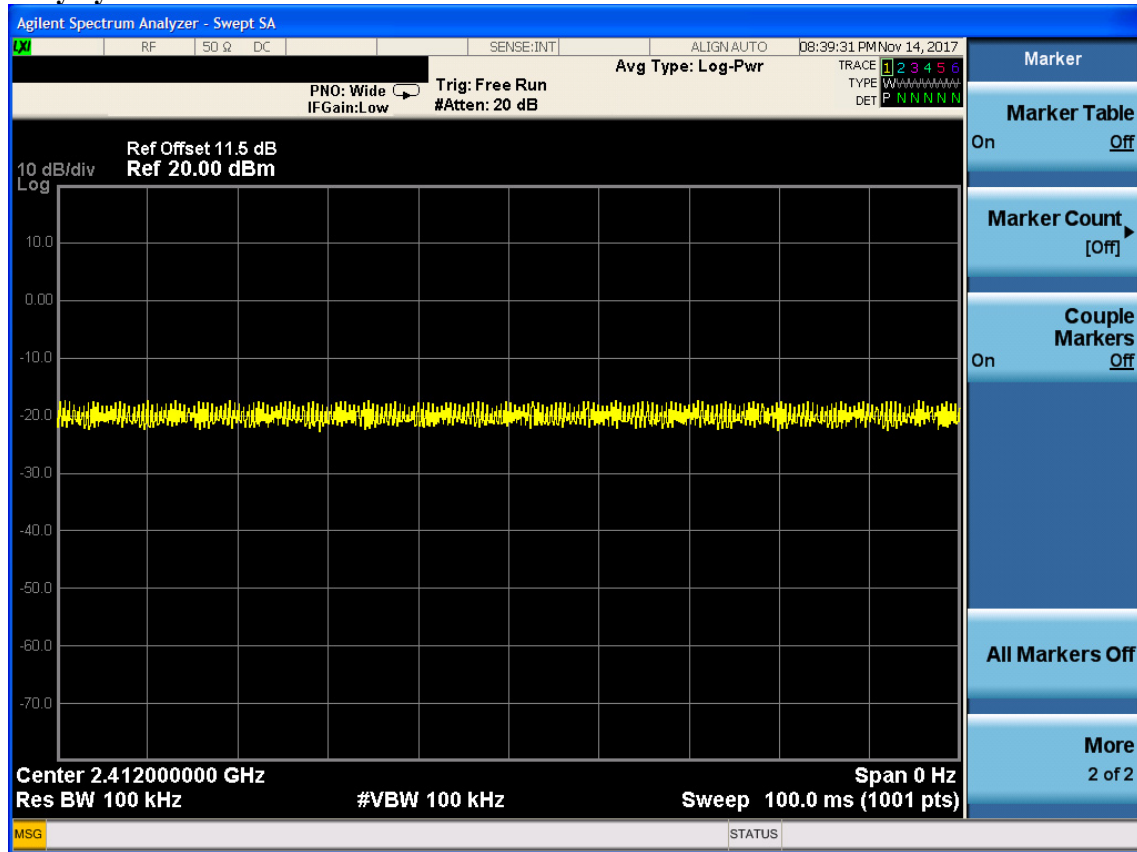 Agilent Spectrum Analyzer - Swept SA
LXI RF 50 Ω DC SENSE:INT ALIGN AUTO 08:39:31 PM Nov 14, 2017
Marker
Avg Type: Log-Pwr
TRACE 1 2 3 4 5 6
TYPE
DET P N N N N N
PNO: Wide
IFGain:Low
Trig: Free Run
#Atten: 20 dB
Marker Table
On Off
Ref Offset 11.5 dB
Ref 20.00 dBm
10 dB/div
Log
Marker Count
[Off]
Couple
Markers
On Off
10.0
0.00
-10.0
-20.0
-30.0
-40.0
-50.0
-60.0
-70.0
All Markers Off
More
2 of 2
Center 2.412000000 GHz
Span 0 Hz
Res BW 100 kHz
#VBW 100 kHz
Sweep 100.0 ms (1001 pts)
MSG
STATUS